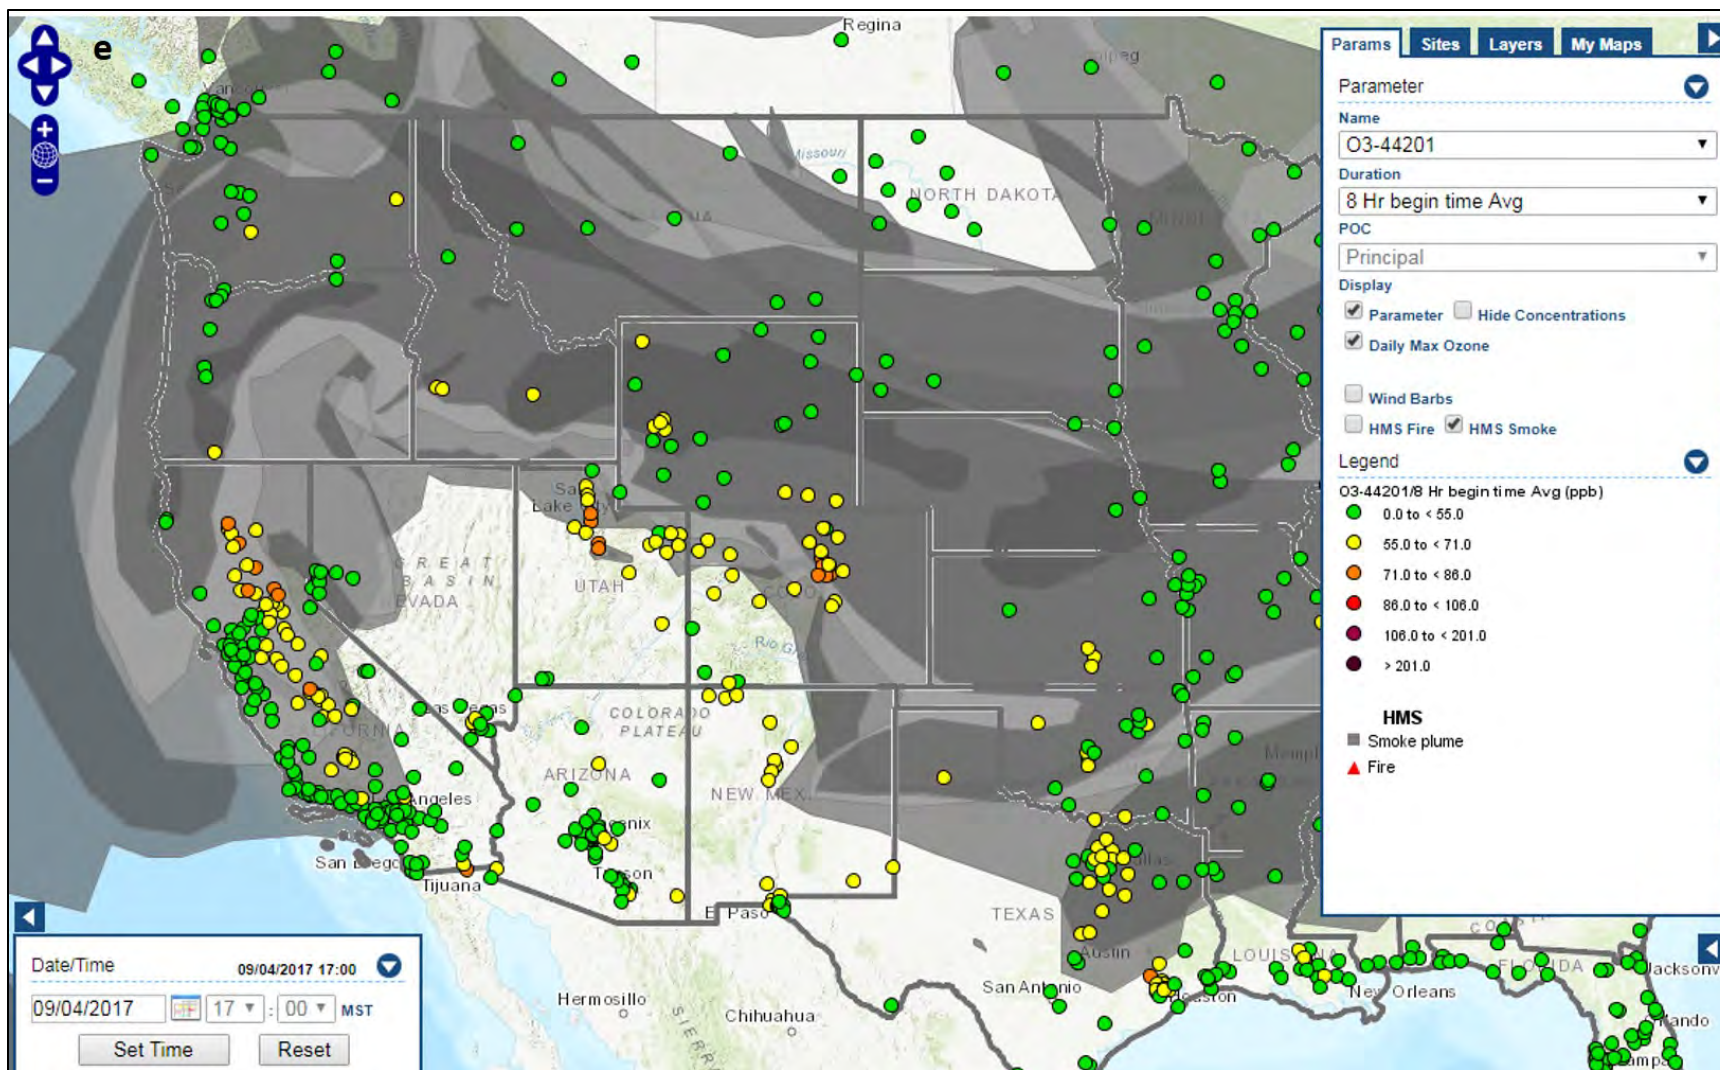 e
Regina
NORTH DAKOTA
Missouri
Salt
Lake City
GREAT
BASIN
UTAH
Rio Gr
Las Vegas
COLORADO
PLATEAU
ARIZONA
NEW MEX
Angeles
San Diego
Tijuana
Tucson
El Paso
Dallas
TEXAS
Austin
LOUISIANA
FLORIDA
San Antonio
Houston
New Orleans
Hermosillo
Chihuahua
SIERR
Memph
Jacksonv
Orlando
Tampa
Params
Sites
Layers
My Maps
Parameter
Name
O3-44201
Duration
8 Hr begin time Avg
POC
Principal
Display
Parameter Hide Concentrations
Daily Max Ozone
Wind Barbs
HMS Fire HMS Smoke
Legend
O3-44201/8 Hr begin time Avg (ppb)
0.0 to < 55.0
55.0 to < 71.0
71.0 to < 86.0
86.0 to < 106.0
106.0 to < 201.0
> 201.0
HMS
Smoke plume
Fire
Date/Time 09/04/2017 17:00
09/04/2017 17 : 00 MST
Set Time Reset